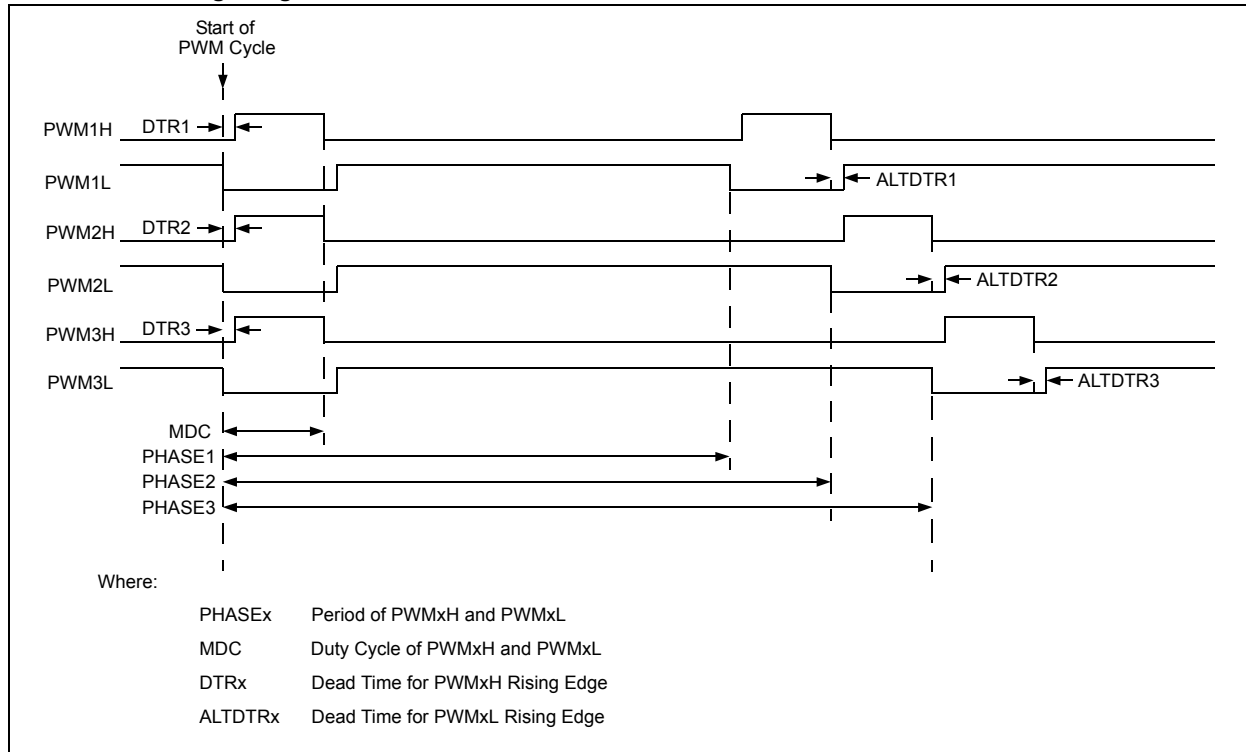 Start of
PWM Cycle
PWM1H DTR1
PWM1L ALTDTR1
PWM2H DTR2
PWM2L ALTDTR2
PWM3H DTR3
PWM3L ALTDTR3
MDC
PHASE1
PHASE2
PHASE3
Where:
PHASEx Period of PWMxH and PWMxL
MDC Duty Cycle of PWMxH and PWMxL
DTRx Dead Time for PWMxH Rising Edge
ALTDTRx Dead Time for PWMxL Rising Edge